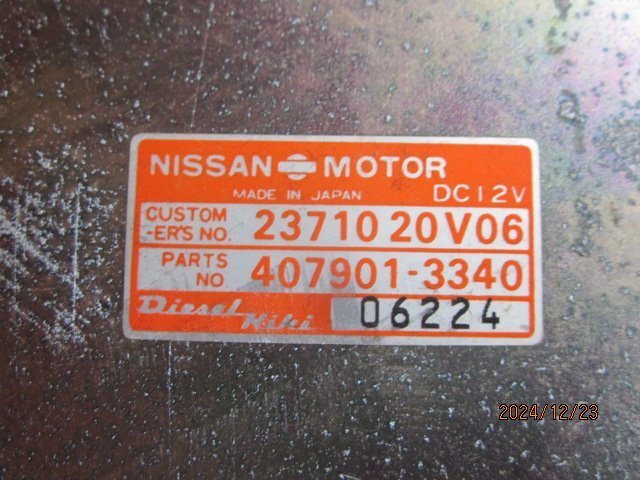 NISSAN MOTOR
MADE IN JAPAN DC12V
CUSTOM
-ER'S NO. 23710 20V06
PARTS
NO 407901-3340
Diesel
Kiki 06224
2024/12/23